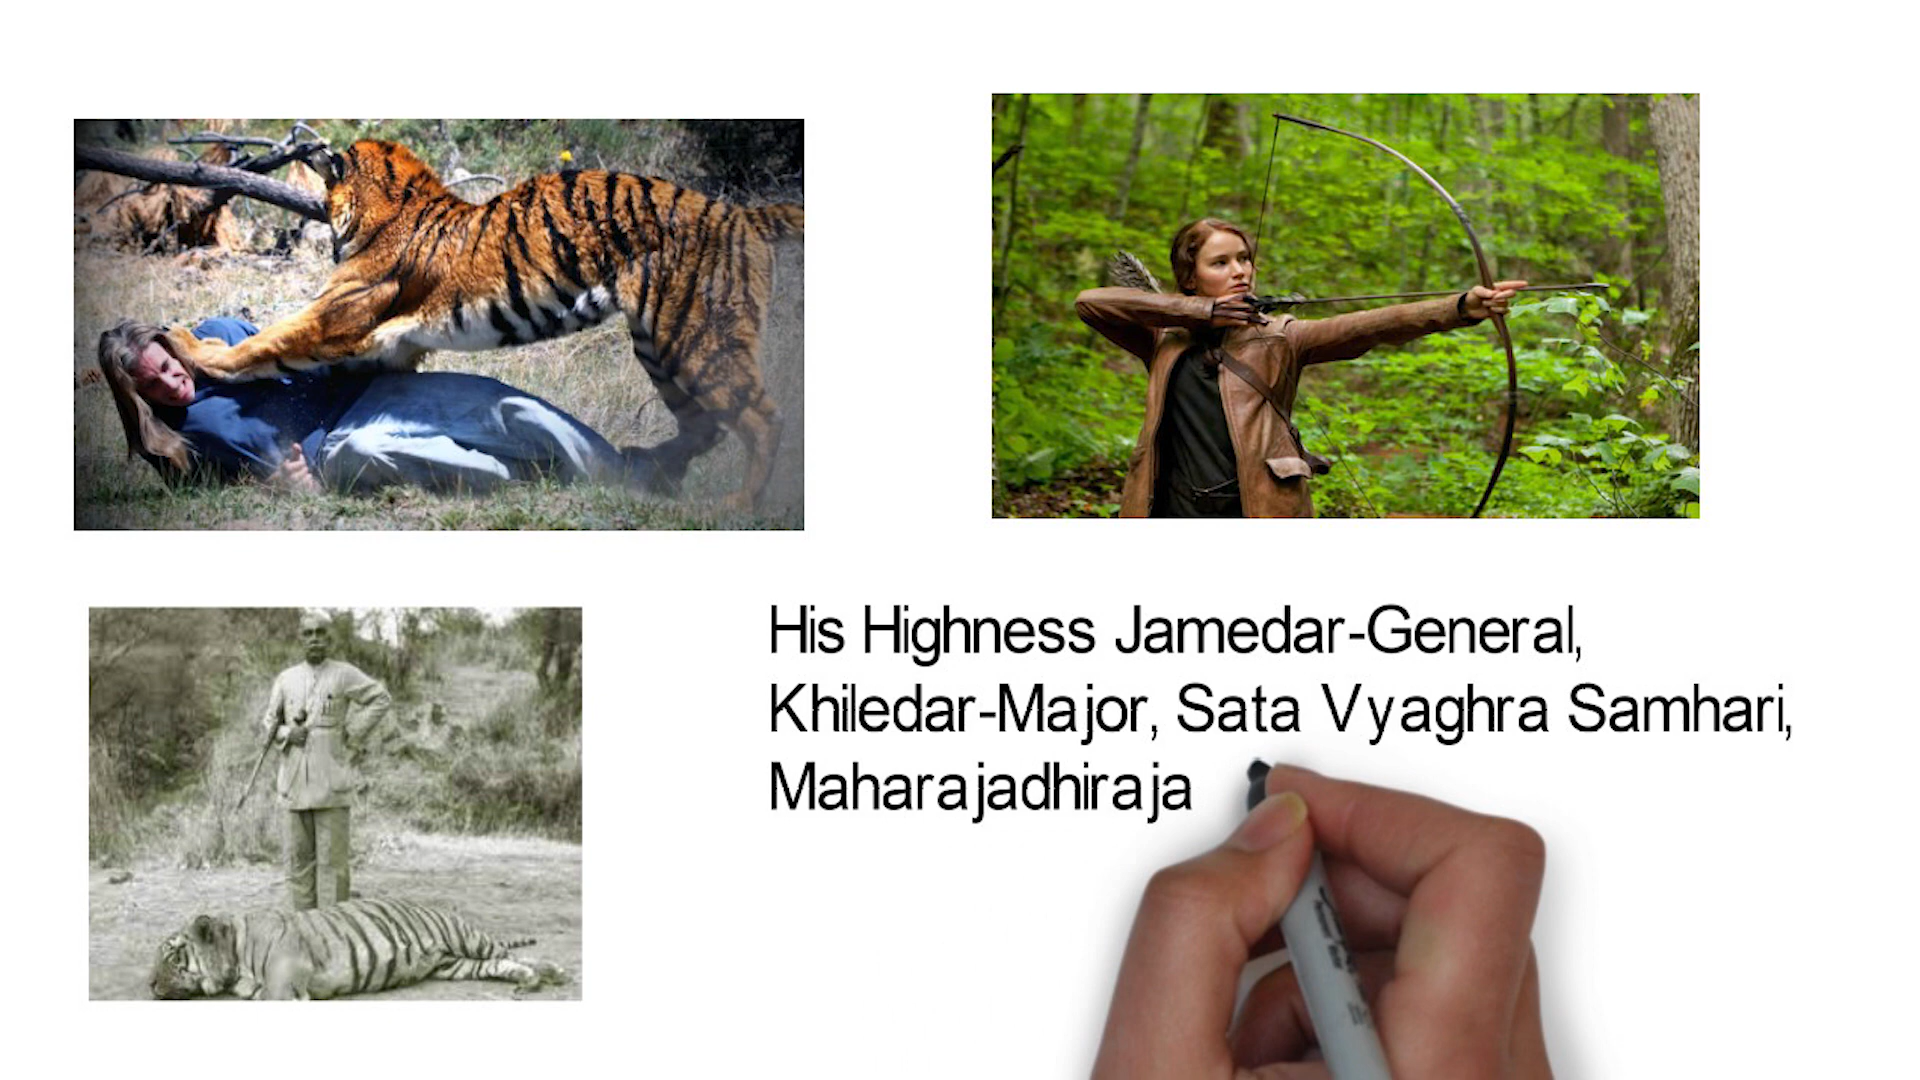 His Highness Jamedar-General,
Khiledar-Major, Sata Vyaghra Samhari,
Maharajadhiraja